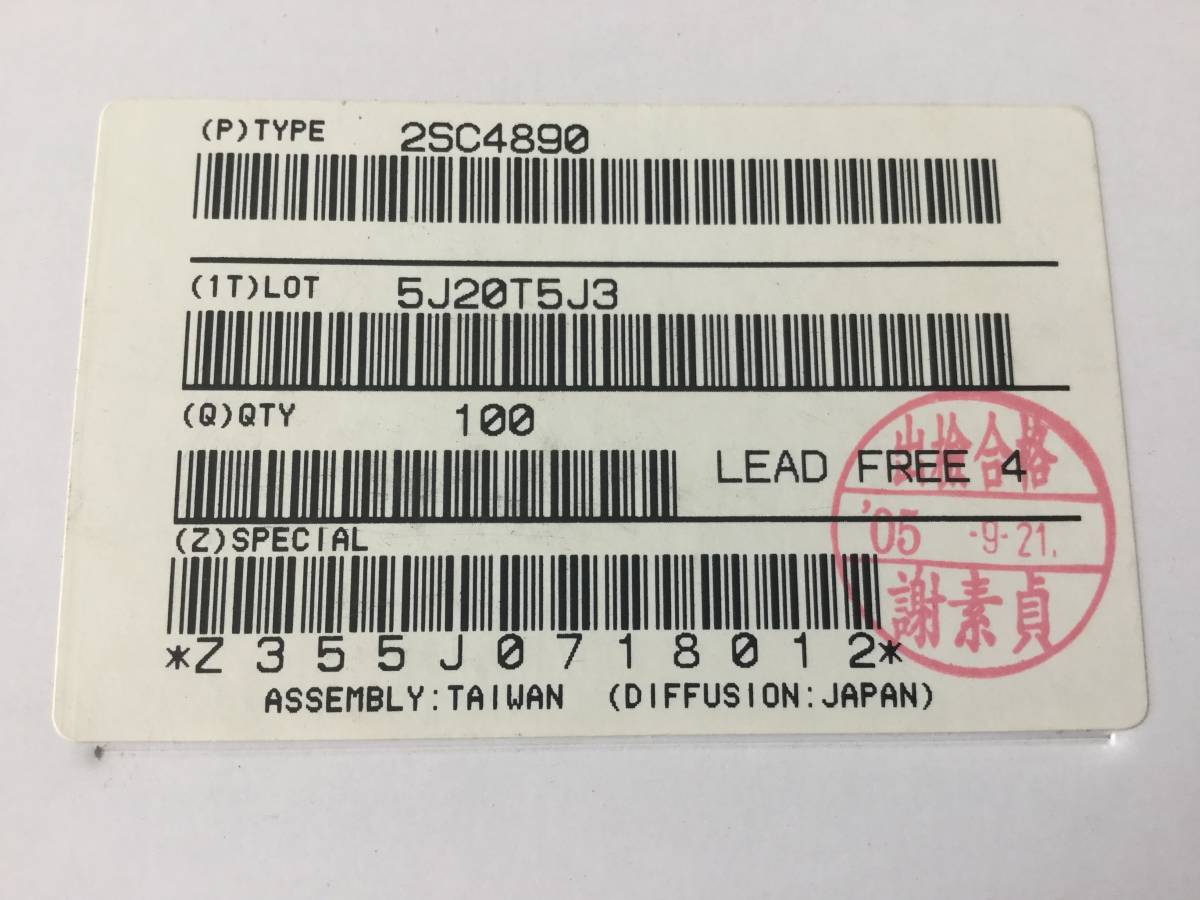 (P)TYPE 2SC4890
(1T)LOT 5J20T5J3
(Q)QTY 100
LEAD FREE 4
出檢合格
'05 -9-21.
謝素貞
(Z)SPECIAL
*Z355J0718012*
ASSEMBLY:TAIWAN (DIFFUSION:JAPAN)